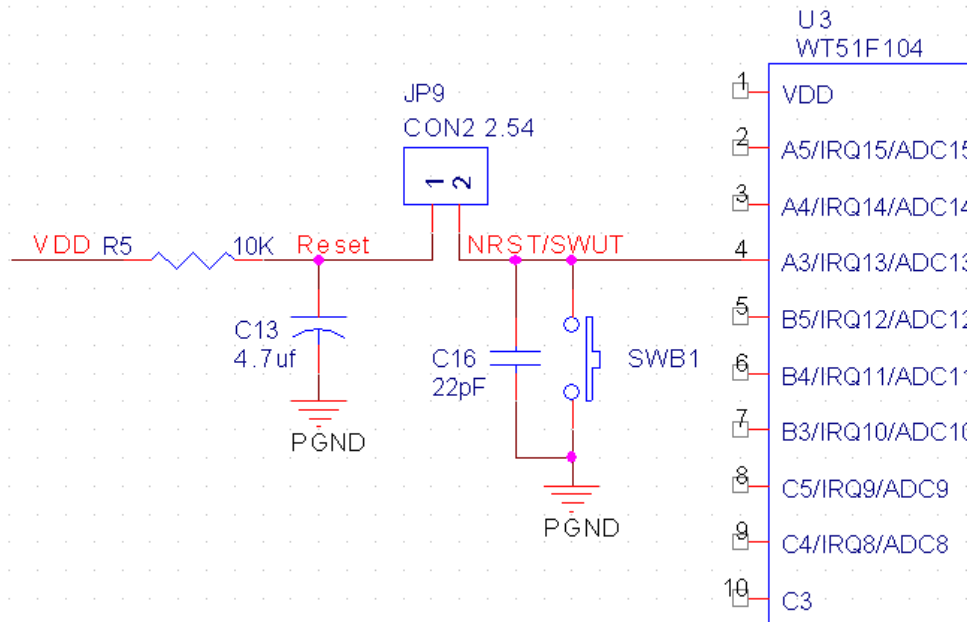 U3
WT51F104
JP9
CON2 2.54
1 2
VDD R5 10K Reset NRST/SWUT
C13
4.7uf
PGND
C16
22pF
SWB1
PGND
1 VDD
2 A5/IRQ15/ADC15
3 A4/IRQ14/ADC14
4 A3/IRQ13/ADC13
5 B5/IRQ12/ADC12
6 B4/IRQ11/ADC11
7 B3/IRQ10/ADC10
8 C5/IRQ9/ADC9
9 C4/IRQ8/ADC8
10 C3